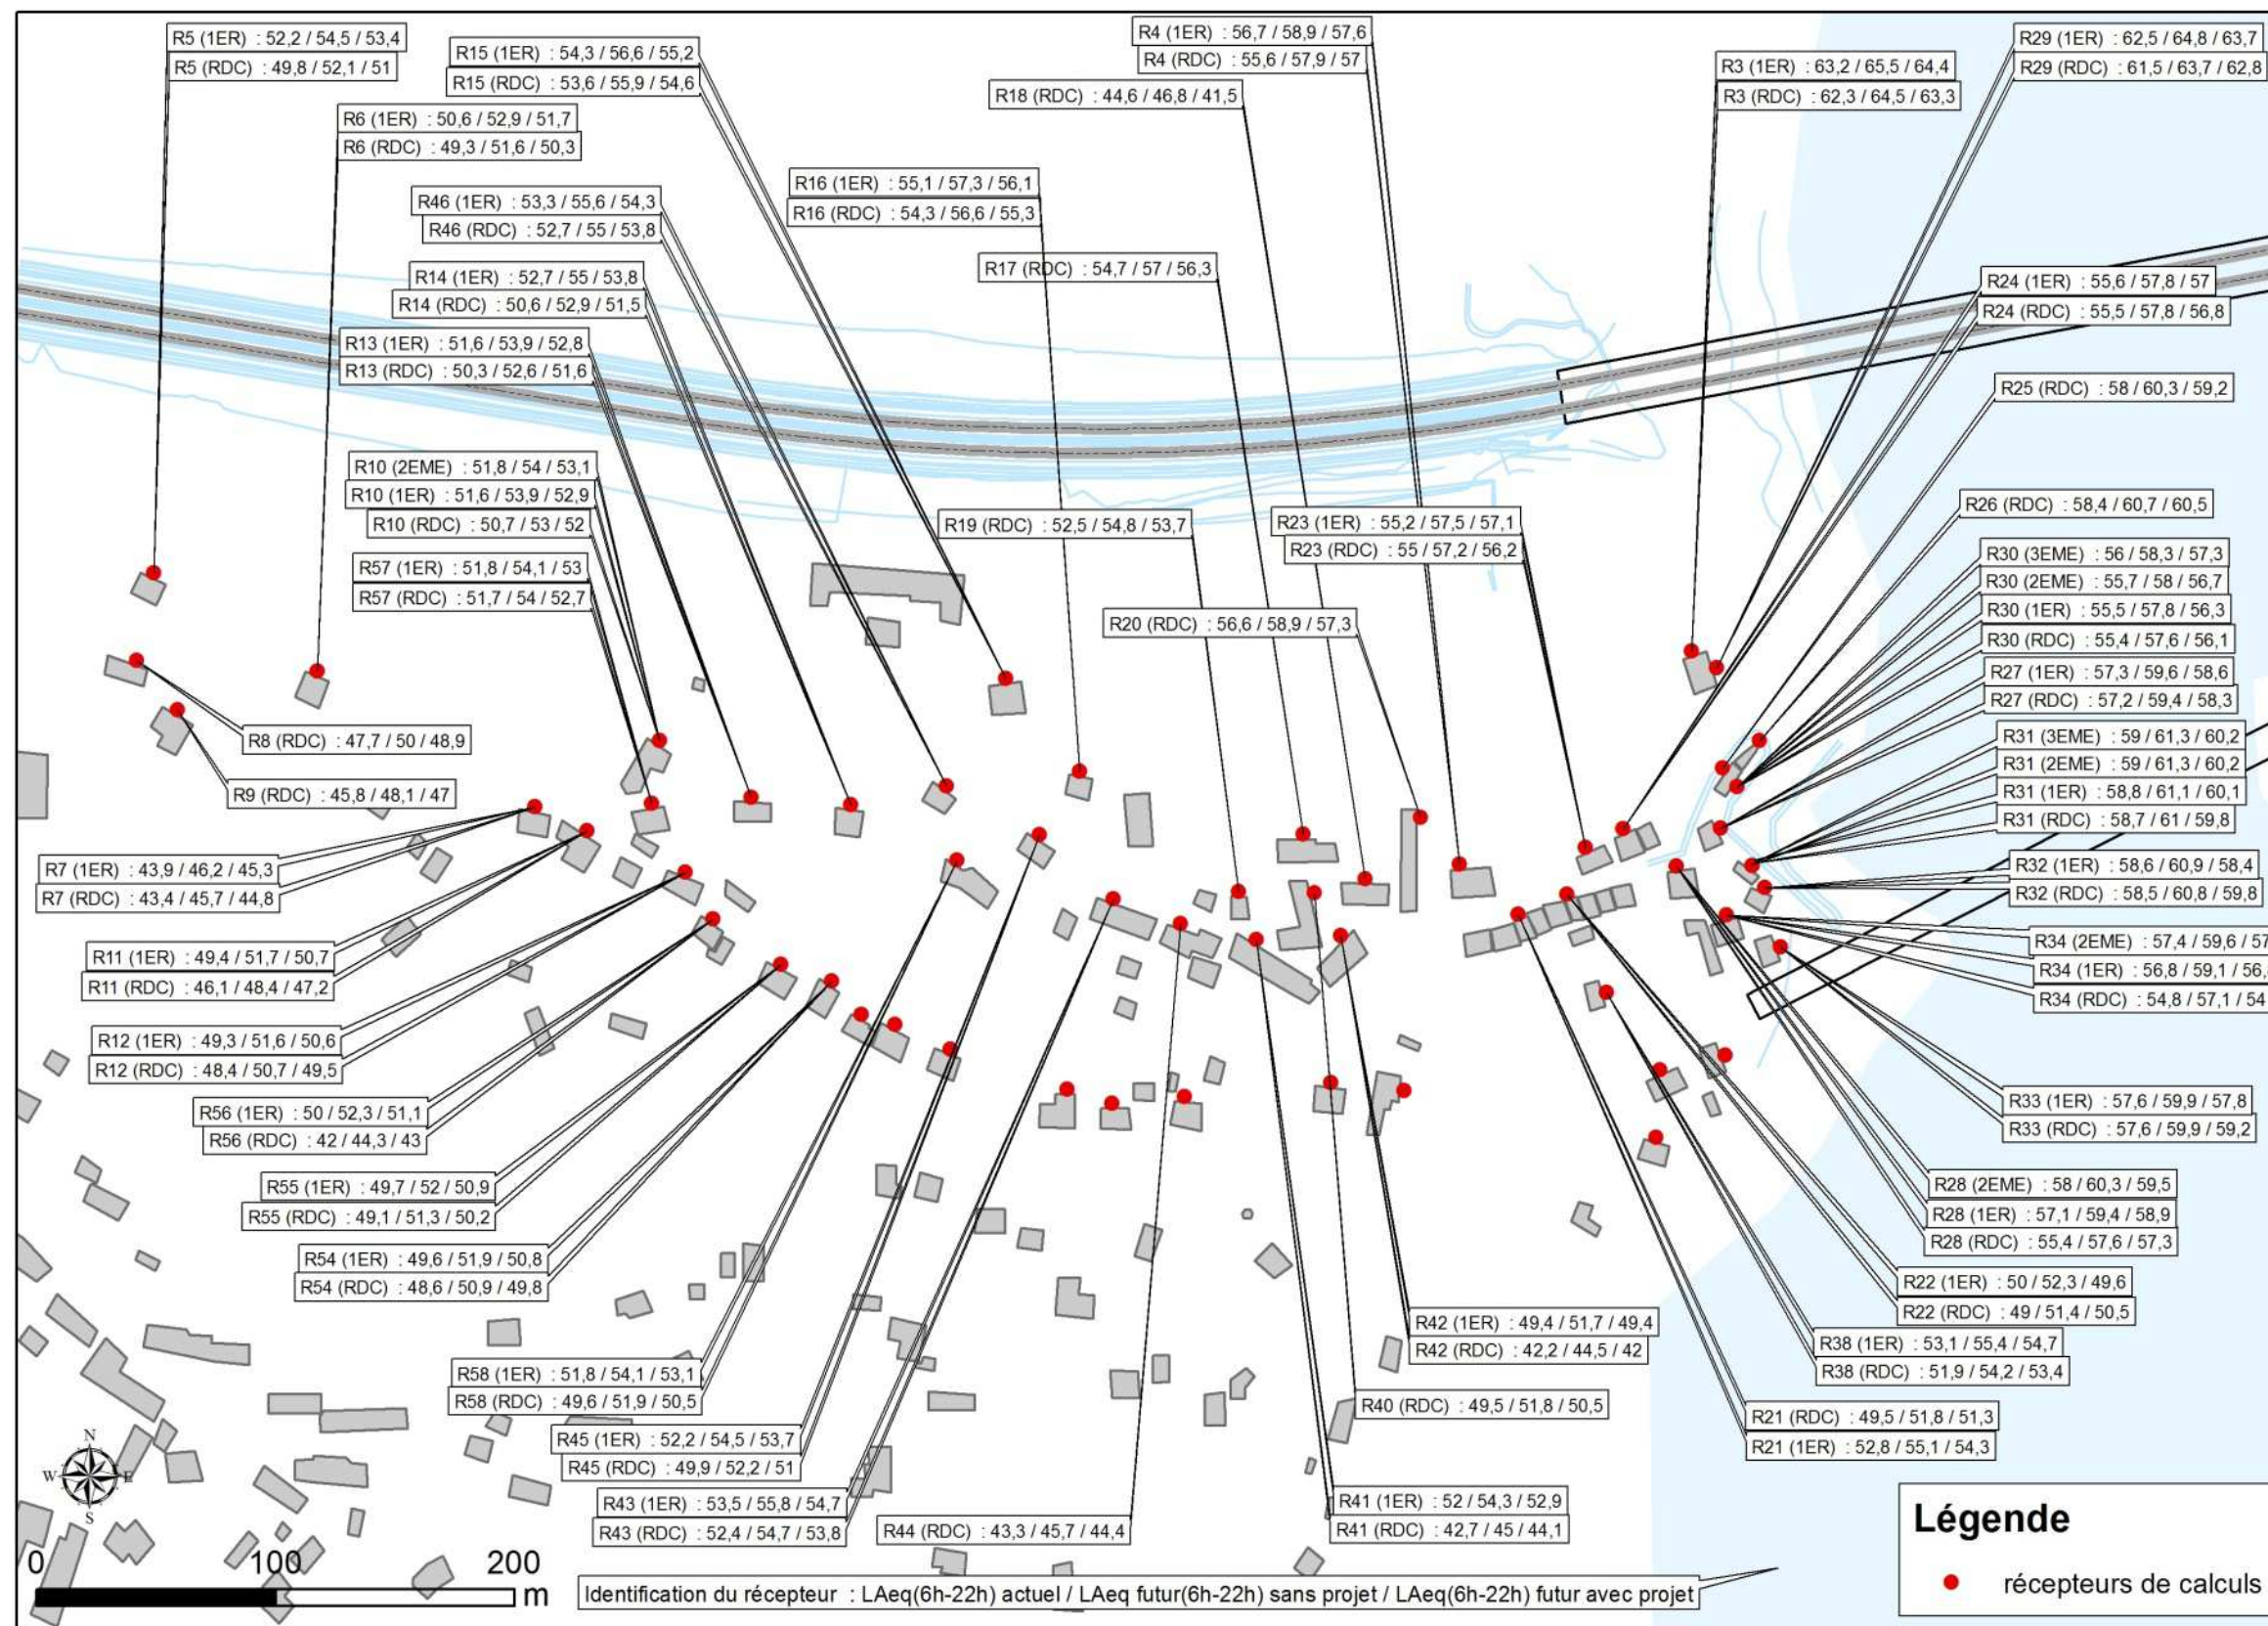 R5 (1ER) : 52,2 / 54,5 / 53,4
R5 (RDC) : 49,8 / 52,1 / 51
R15 (1ER) : 54,3 / 56,6 / 55,2
R15 (RDC) : 53,6 / 55,9 / 54,6
R4 (1ER) : 56,7 / 58,9 / 57,6
R4 (RDC) : 55,6 / 57,9 / 57
R18 (RDC) : 44,6 / 46,8 / 41,5
R3 (1ER) : 63,2 / 65,5 / 64,4
R3 (RDC) : 62,3 / 64,5 / 63,3
R29 (1ER) : 62,5 / 64,8 / 63,7
R29 (RDC) : 61,5 / 63,7 / 62,8
R6 (1ER) : 50,6 / 52,9 / 51,7
R6 (RDC) : 49,3 / 51,6 / 50,3
R46 (1ER) : 53,3 / 55,6 / 54,3
R46 (RDC) : 52,7 / 55 / 53,8
R16 (1ER) : 55,1 / 57,3 / 56,1
R16 (RDC) : 54,3 / 56,6 / 55,3
R17 (RDC) : 54,7 / 57 / 56,3
R14 (1ER) : 52,7 / 55 / 53,8
R14 (RDC) : 50,6 / 52,9 / 51,5
R13 (1ER) : 51,6 / 53,9 / 52,8
R13 (RDC) : 50,3 / 52,6 / 51,6
R24 (1ER) : 55,6 / 57,8 / 57
R24 (RDC) : 55,5 / 57,8 / 56,8
R25 (RDC) : 58 / 60,3 / 59,2
R10 (2EME) : 51,8 / 54 / 53,1
R10 (1ER) : 51,6 / 53,9 / 52,9
R10 (RDC) : 50,7 / 53 / 52
R57 (1ER) : 51,8 / 54,1 / 53
R57 (RDC) : 51,7 / 54 / 52,7
R19 (RDC) : 52,5 / 54,8 / 53,7
R23 (1ER) : 55,2 / 57,5 / 57,1
R23 (RDC) : 55 / 57,2 / 56,2
R20 (RDC) : 56,6 / 58,9 / 57,3
R26 (RDC) : 58,4 / 60,7 / 60,5
R30 (3EME) : 56 / 58,3 / 57,3
R30 (2EME) : 55,7 / 58 / 56,7
R30 (1ER) : 55,5 / 57,8 / 56,3
R30 (RDC) : 55,4 / 57,6 / 56,1
R27 (1ER) : 57,3 / 59,6 / 58,6
R27 (RDC) : 57,2 / 59,4 / 58,3
R31 (3EME) : 59 / 61,3 / 60,2
R31 (2EME) : 59 / 61,3 / 60,2
R31 (1ER) : 58,8 / 61,1 / 60,1
R31 (RDC) : 58,7 / 61 / 59,8
R32 (1ER) : 58,6 / 60,9 / 58,4
R32 (RDC) : 58,5 / 60,8 / 59,8
R34 (2EME) : 57,4 / 59,6 / 57
R34 (1ER) : 56,8 / 59,1 / 56,
R34 (RDC) : 54,8 / 57,1 / 54
R8 (RDC) : 47,7 / 50 / 48,9
R9 (RDC) : 45,8 / 48,1 / 47
R7 (1ER) : 43,9 / 46,2 / 45,3
R7 (RDC) : 43,4 / 45,7 / 44,8
R11 (1ER) : 49,4 / 51,7 / 50,7
R11 (RDC) : 46,1 / 48,4 / 47,2
R12 (1ER) : 49,3 / 51,6 / 50,6
R12 (RDC) : 48,4 / 50,7 / 49,5
R56 (1ER) : 50 / 52,3 / 51,1
R56 (RDC) : 42 / 44,3 / 43
R55 (1ER) : 49,7 / 52 / 50,9
R55 (RDC) : 49,1 / 51,3 / 50,2
R54 (1ER) : 49,6 / 51,9 / 50,8
R54 (RDC) : 48,6 / 50,9 / 49,8
R33 (1ER) : 57,6 / 59,9 / 57,8
R33 (RDC) : 57,6 / 59,9 / 59,2
R28 (2EME) : 58 / 60,3 / 59,5
R28 (1ER) : 57,1 / 59,4 / 58,9
R28 (RDC) : 55,4 / 57,6 / 57,3
R22 (1ER) : 50 / 52,3 / 49,6
R22 (RDC) : 49 / 51,4 / 50,5
R42 (1ER) : 49,4 / 51,7 / 49,4
R42 (RDC) : 42,2 / 44,5 / 42
R38 (1ER) : 53,1 / 55,4 / 54,7
R38 (RDC) : 51,9 / 54,2 / 53,4
R58 (1ER) : 51,8 / 54,1 / 53,1
R58 (RDC) : 49,6 / 51,9 / 50,5
R40 (RDC) : 49,5 / 51,8 / 50,5
R21 (RDC) : 49,5 / 51,8 / 51,3
R21 (1ER) : 52,8 / 55,1 / 54,3
R45 (1ER) : 52,2 / 54,5 / 53,7
R45 (RDC) : 49,9 / 52,2 / 51
R43 (1ER) : 53,5 / 55,8 / 54,7
R43 (RDC) : 52,4 / 54,7 / 53,8
R44 (RDC) : 43,3 / 45,7 / 44,4
R41 (1ER) : 52 / 54,3 / 52,9
R41 (RDC) : 42,7 / 45 / 44,1
N
W E
S
0 100 200
m
Identification du récepteur : LAeq(6h-22h) actuel / LAeq futur(6h-22h) sans projet / LAeq(6h-22h) futur avec projet
Légende
récepteurs de calculs